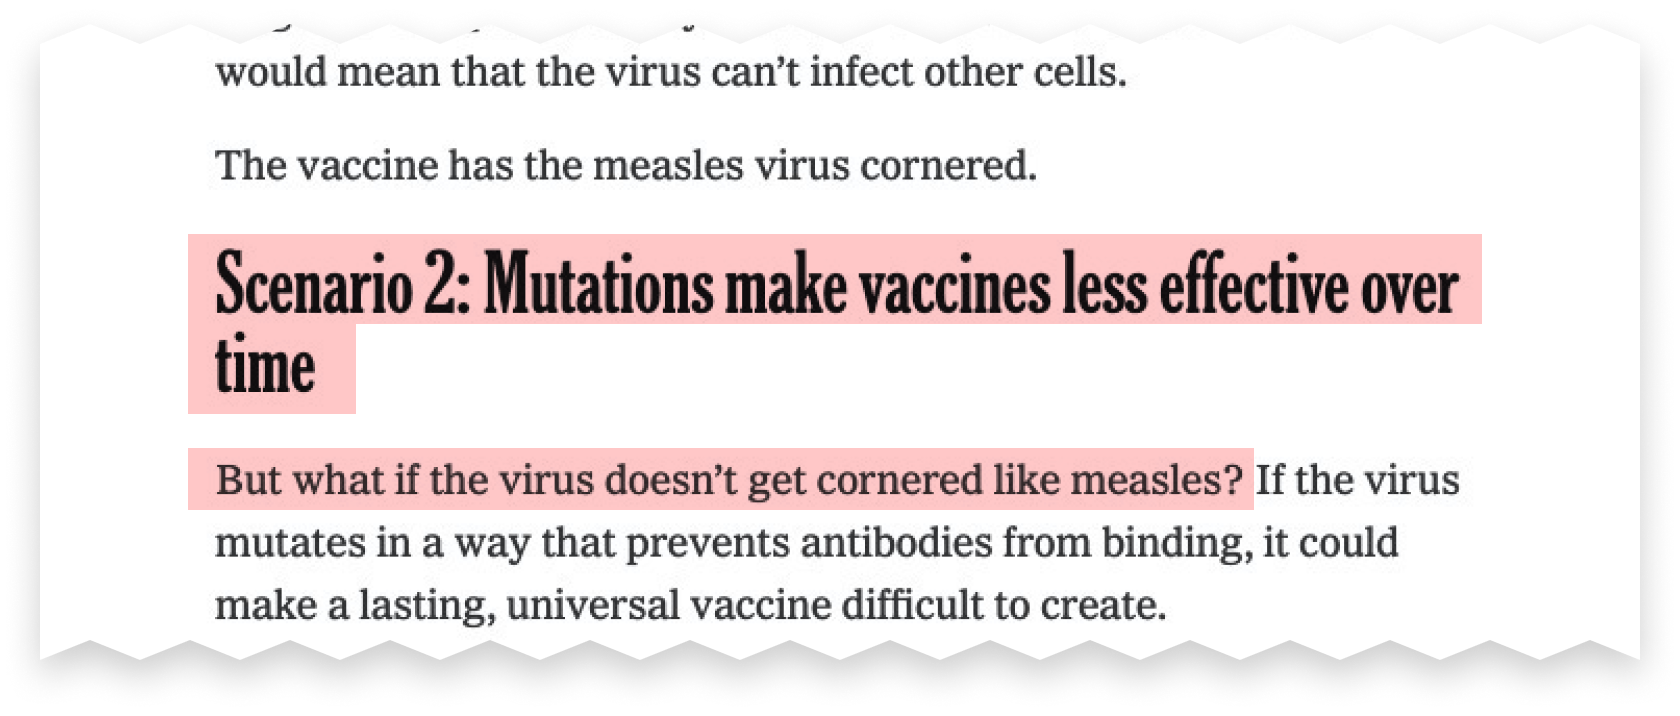 would mean that the virus can’t infect other cells.
The vaccine has the measles virus cornered.
Scenario 2: Mutations make vaccines less effective over
time
But what if the virus doesn’t get cornered like measles? If the virus
mutates in a way that prevents antibodies from binding, it could
make a lasting, universal vaccine difficult to create.